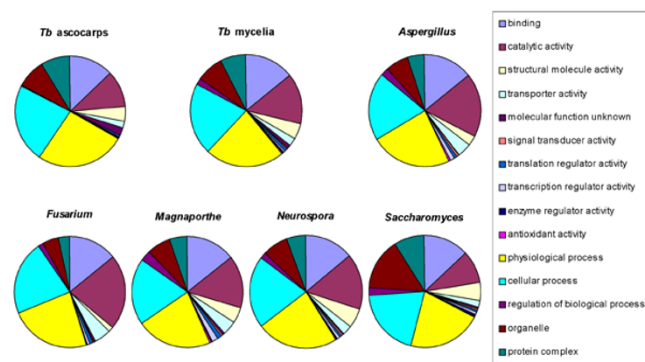 Tb ascocarps
Tb mycelia
Aspergillus
Fusarium
Magnaporthe
Neurospora
Saccharomyces
binding
catalytic activity
structural molecule activity
transporter activity
molecular function unknown
signal transducer activity
translation regulator activity
transcription regulator activity
enzyme regulator activity
antioxidant activity
physiological process
cellular process
regulation of biological process
organelle
protein complex